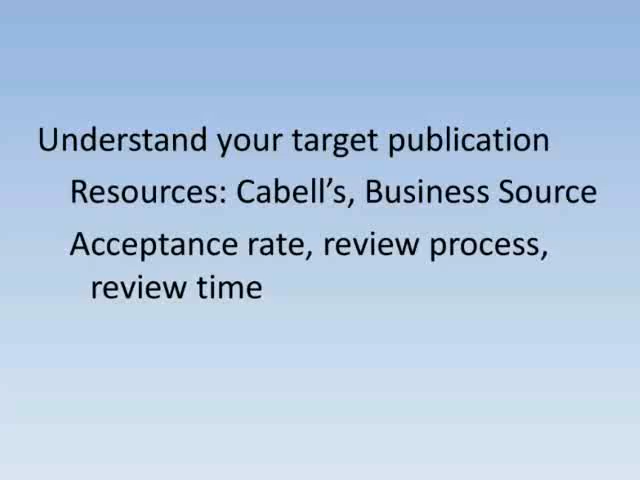 Understand your target publication
Resources: Cabell’s, Business Source
Acceptance rate, review process,
review time